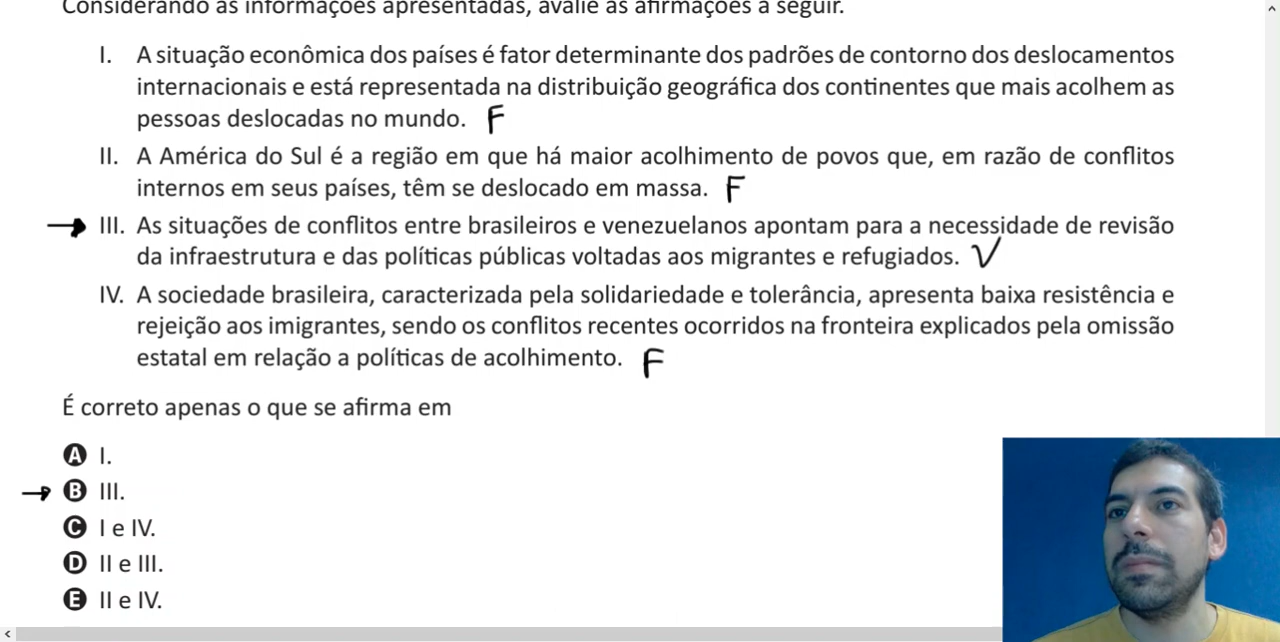 Considerando as informações apresentadas, avalie as afirmações a seguir.
I. A situação econômica dos países é fator determinante dos padrões de contorno dos deslocamentos
internacionais e está representada na distribuição geográfica dos continentes que mais acolhem as
pessoas deslocadas no mundo. F
II. A América do Sul é a região em que há maior acolhimento de povos que, em razão de conflitos
internos em seus países, têm se deslocado em massa. F
III. As situações de conflitos entre brasileiros e venezuelanos apontam para a necessidade de revisão
da infraestrutura e das políticas públicas voltadas aos migrantes e refugiados. V
IV. A sociedade brasileira, caracterizada pela solidariedade e tolerância, apresenta baixa resistência e
rejeição aos imigrantes, sendo os conflitos recentes ocorridos na fronteira explicados pela omissão
estatal em relação a políticas de acolhimento. F
É correto apenas o que se afirma em
A I.
B III.
C I e IV.
D II e III.
E II e IV.